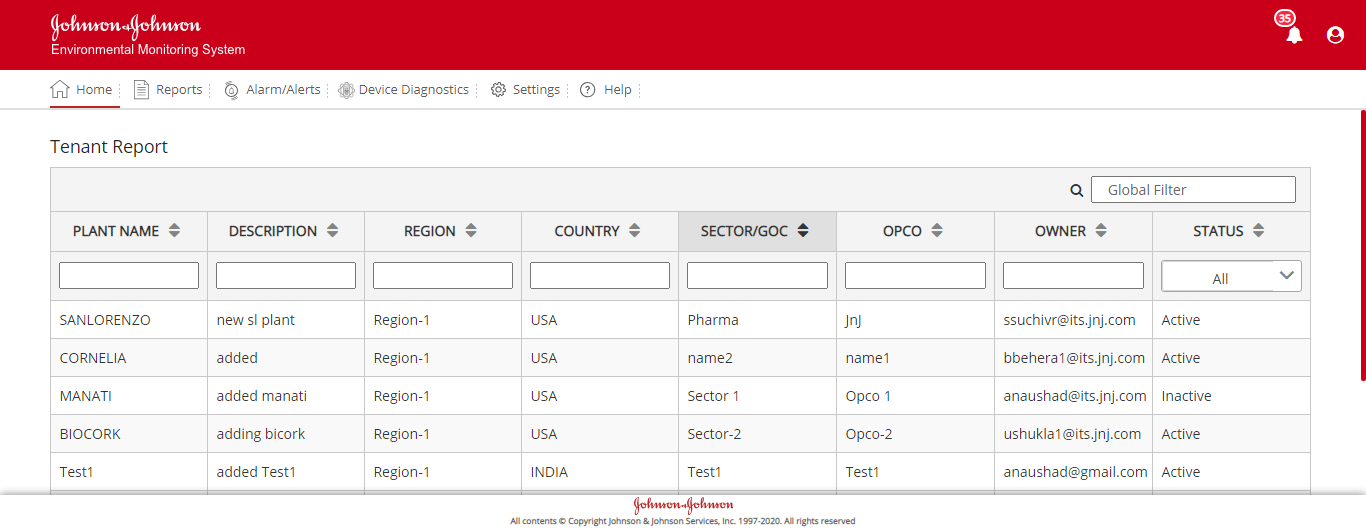 Johnson & Johnson
35
Environmental Monitoring System
Home Reports Alarm/Alerts Device Diagnostics Settings Help
Tenant Report
Global Filter
PLANT NAME DESCRIPTION REGION COUNTRY SECTOR/GOC OPCO OWNER STATUS
All
SANLORENZO new sl plant Region-1 USA Pharma JnJ ssuchivr@its.jnj.com Active
CORNELIA added Region-1 USA name2 name1 bbehera1@its.jnj.com Active
MANATI added manati Region-1 USA Sector 1 Opco 1 anaushad@its.jnj.com Inactive
BIOCORK adding bicork Region-1 USA Sector-2 Opco-2 ushukla1@its.jnj.com Active
Test1 added Test1 Region-1 INDIA Test1 Test1 anaushad@gmail.com Active
Johnson & Johnson
All contents © Copyright Johnson & Johnson Services, Inc. 1997-2020. All rights reserved